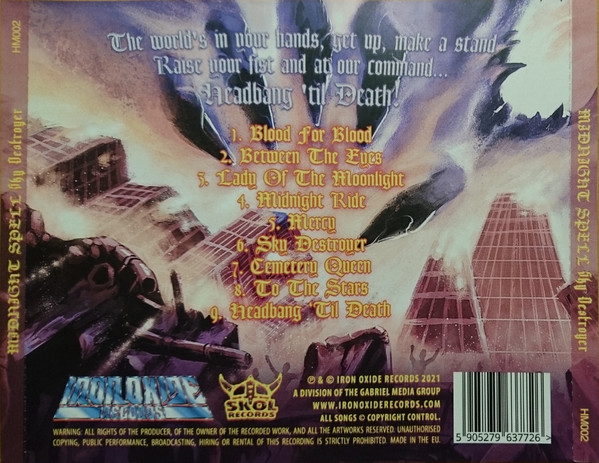 HM002
MIDNIGHT SPELL Sky Destroyer
The world's in your hands, get up, make a stand
Raise your fist and at our command...
Headbang 'til Death!
1. Blood For Blood
2. Between The Eyes
3. Lady Of The Moonlight
4. Midnight Ride
5. Mercy
6. Sky Destroyer
7. Cemetery Queen
8. To The Stars
9. Headbang 'Til Death
IRON OXIDE
RECORDS
SKOL
RECORDS
℗ & © IRON OXIDE RECORDS 2021
A DIVISION OF THE GABRIEL MEDIA GROUP
WWW.IRONOXIDERECORDS.COM
ALL SONGS © COPYRIGHT CONTROL.
WARNING: ALL RIGHTS OF THE PRODUCER, OF THE OWNER OF THE RECORDED WORK, AND ALL THE ARTWORKS RESERVED. UNAUTHORISED
COPYING, PUBLIC PERFORMANCE, BROADCASTING, HIRING OR RENTAL OF THIS RECORDING IS STRICTLY PROHIBITED. MADE IN THE EU.
5 905279 637726 >
MIDNIGHT SPELL Sky Destroyer
HM002